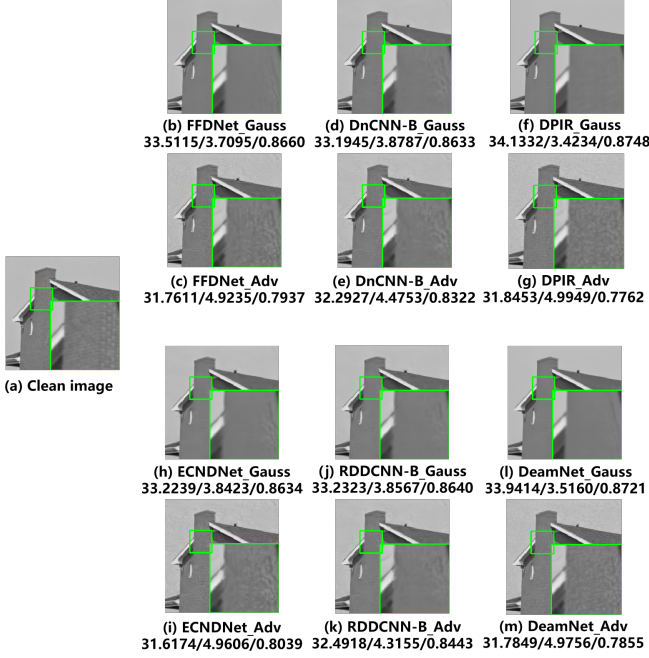 (b) FFDNet_Gauss
33.5115/3.7095/0.8660
(d) DnCNN-B_Gauss
33.1945/3.8787/0.8633
(f) DPIR_Gauss
34.1332/3.4234/0.8748
(c) FFDNet_Adv
31.7611/4.9235/0.7937
(e) DnCNN-B_Adv
32.2927/4.4753/0.8322
(g) DPIR_Adv
31.8453/4.9949/0.7762
(a) Clean image
(h) ECNDNet_Gauss
33.2239/3.8423/0.8634
(j) RDDCNN-B_Gauss
33.2323/3.8567/0.8640
(l) DeamNet_Gauss
33.9414/3.5160/0.8721
(i) ECNDNet_Adv
31.6174/4.9606/0.8039
(k) RDDCNN-B_Adv
32.4918/4.3155/0.8443
(m) DeamNet_Adv
31.7849/4.9756/0.7855